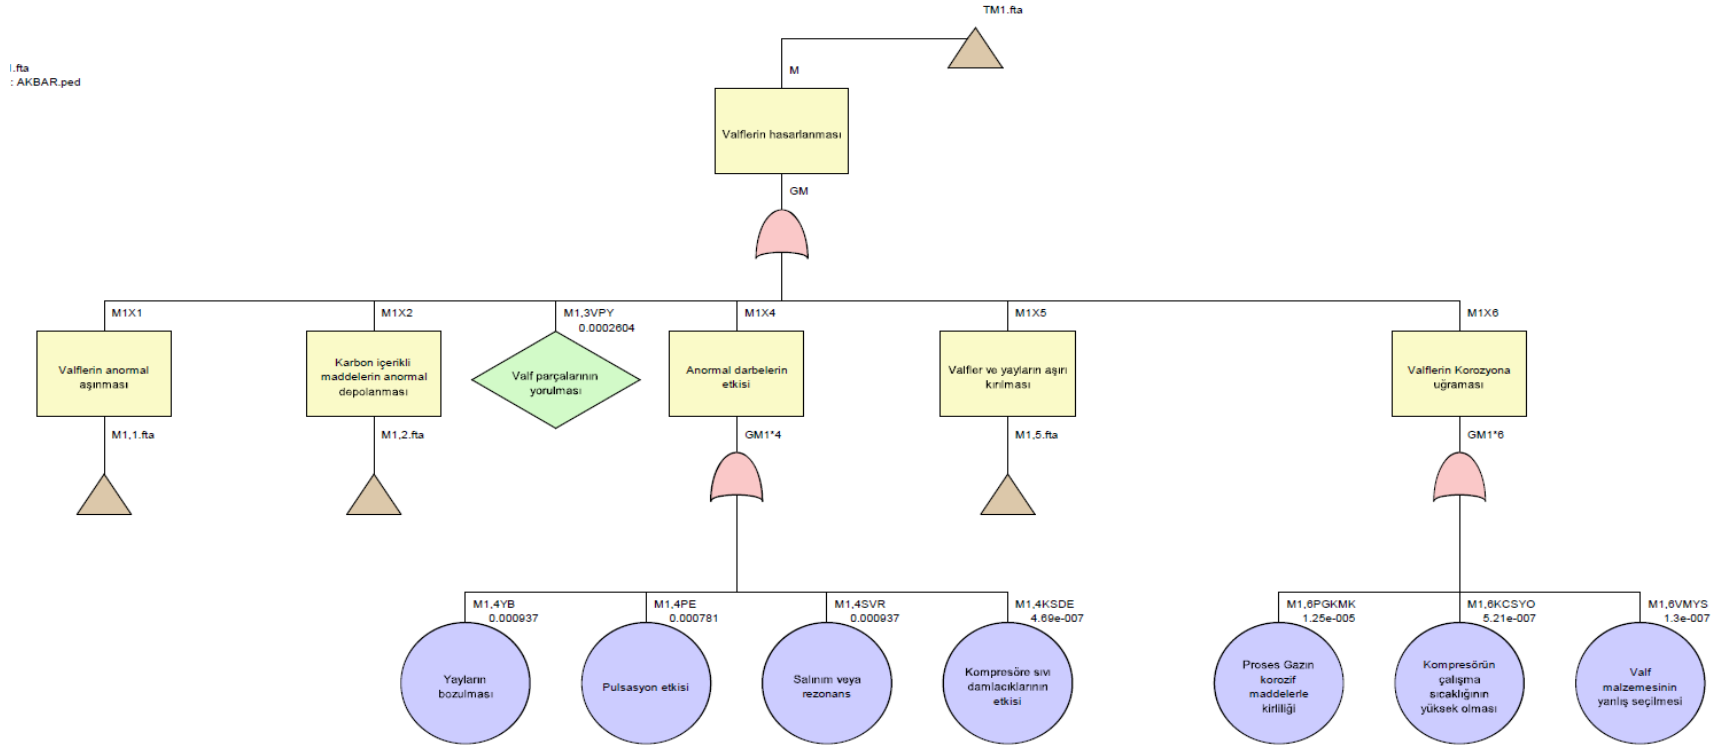 TM1.fta
I.fta
: AKBAR.ped
M
Valflerin hasarlanması
GM
M1X1
M1X2
M1,3VPY
0.0002604
M1X4
M1X5
M1X6
Valflerin anormal
aşınması
Karbon içerikli
maddelerin anormal
depolanması
Valf parçalarının
yorulması
Anormal darbelerin
etkisi
Valfler ve yayların aşırı
kırılması
Valflerin Korozyona
uğraması
M1,1.fta
M1,2.fta
GM1*4
M1,5.fta
GM1*6
M1,4YB
0.000937
M1,4PE
0.000781
M1,4SVR
0.000937
M1,4KSDE
4.69e-007
M1,6PGKMK
1.25e-005
M1,6KCSYO
5.21e-007
M1,6VMYS
1.3e-007
Yayların
bozulması
Pulsasyon etkisi
Salınım veya
rezonans
Kompresöre sıvı
damlacıklarının
etkisi
Proses Gazın
korozif
maddelerle
kirliliği
Kompresörün
çalışma
sıcaklığının
yüksek olması
Valf
malzemesinin
yanlış seçilmesi